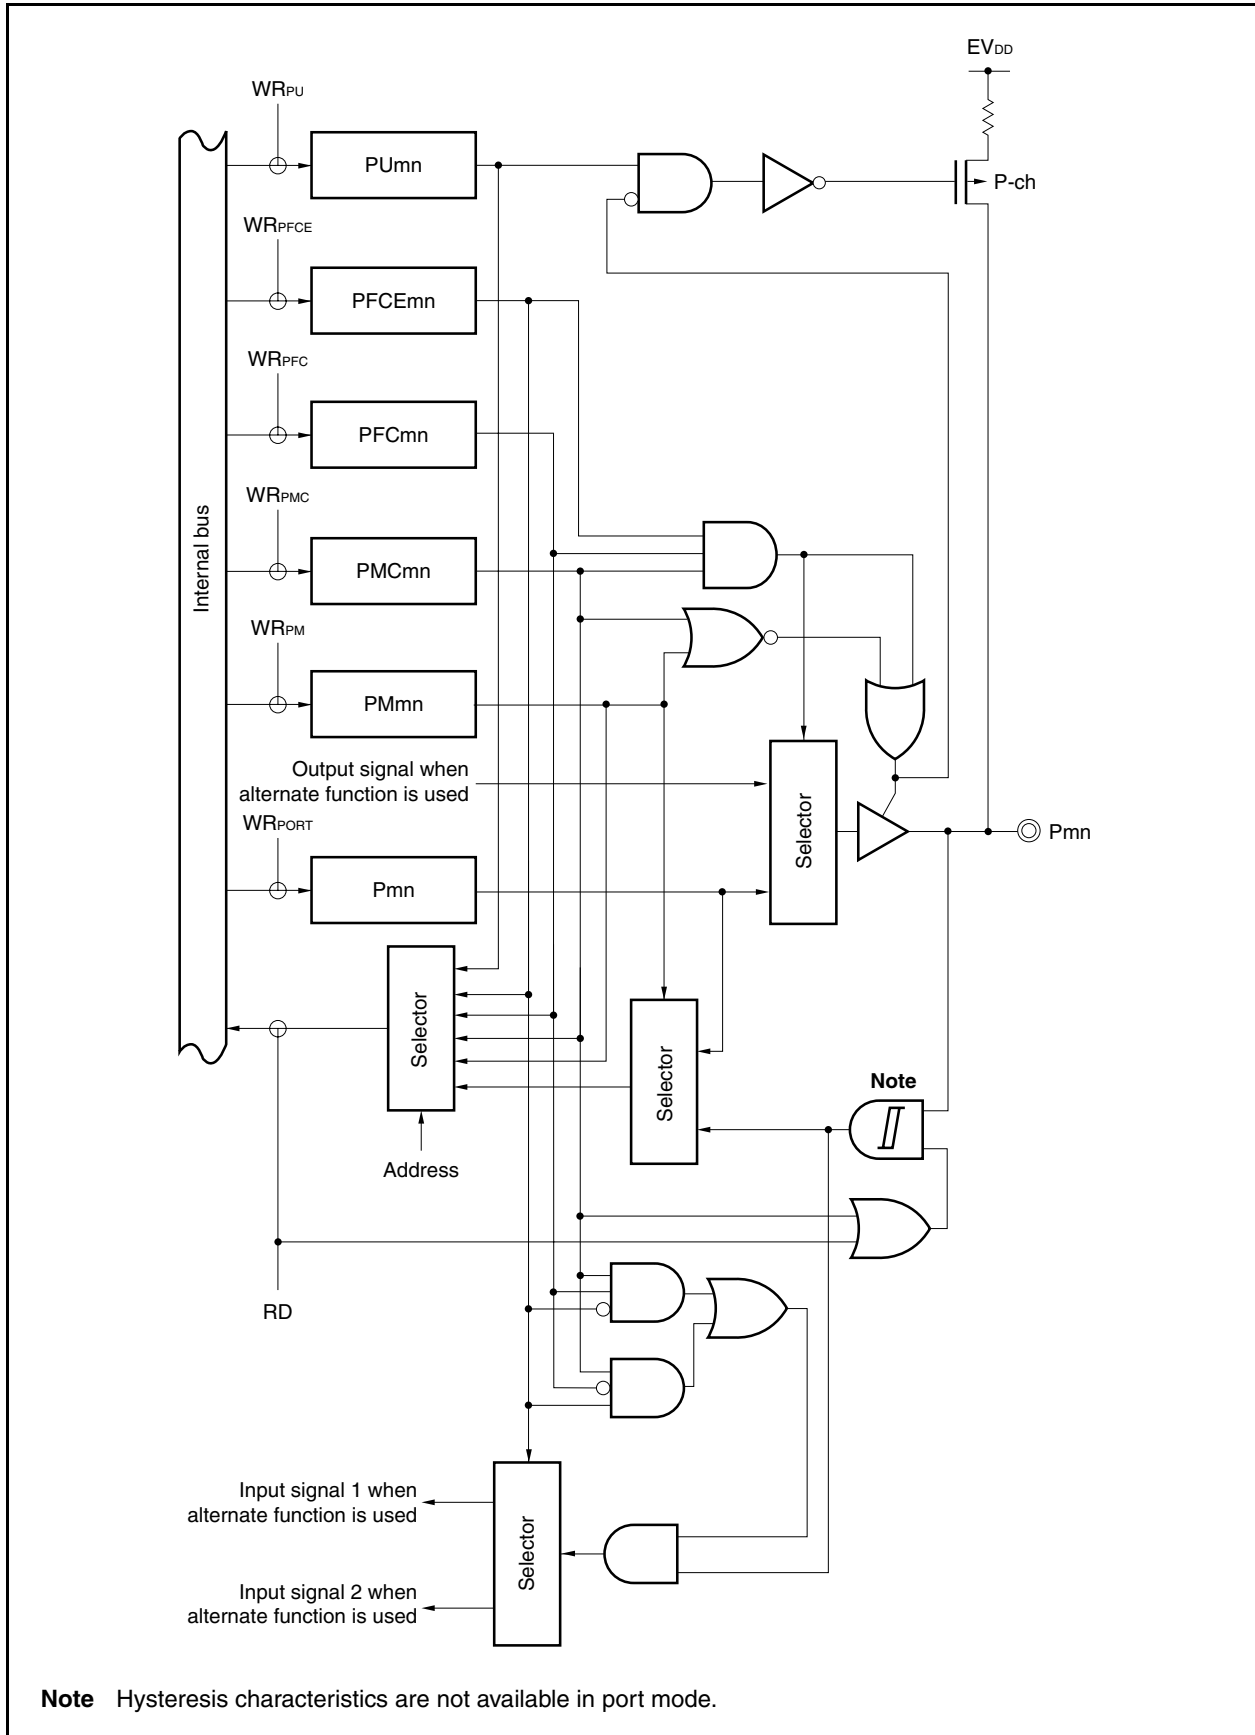 EVDD
WRPU
PUmn
P-ch
WRPFCE
PFCEmn
WRPFC
PFCmn
WRPMC
Internal bus
PMCmn
WRPM
PMmn
Output signal when
alternate function is used
Selector
WRPORT
Pmn
Pmn
Selector
Selector
Note
Address
RD
Input signal 1 when
alternate function is used
Selector
Input signal 2 when
alternate function is used
Note Hysteresis characteristics are not available in port mode.